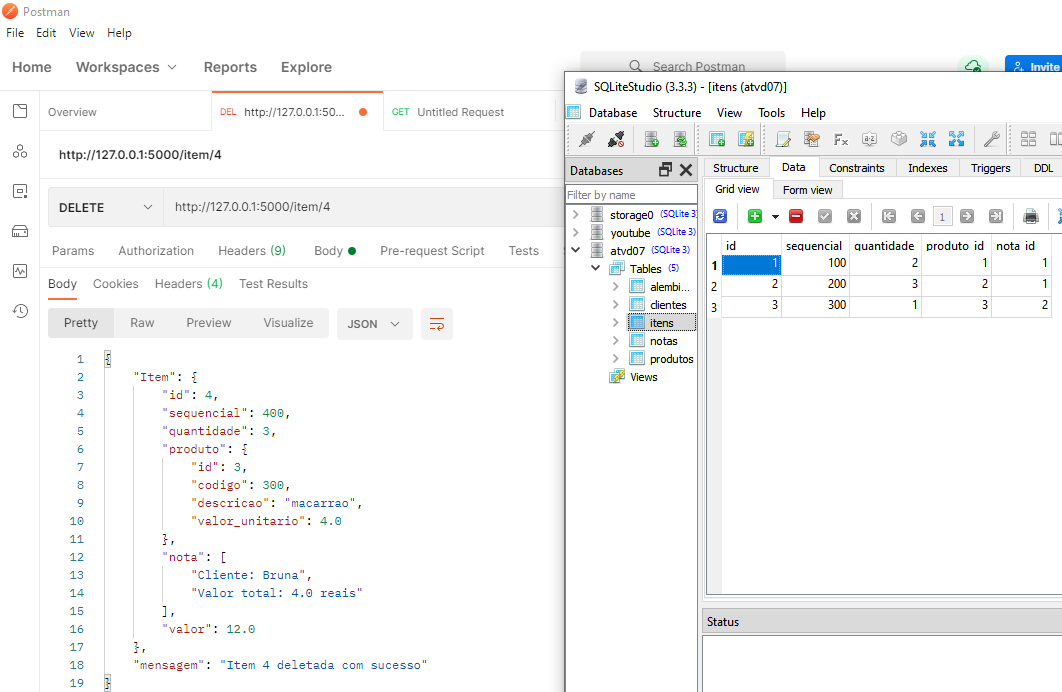 Postman
File Edit View Help
Home Workspaces Reports Explore
Search Postman
Invite
Overview
DEL http://127.0.0.1:50...
GET Untitled Request
http://127.0.0.1:5000/item/4
DELETE http://127.0.0.1:5000/item/4
Params Authorization Headers (9) Body Pre-request Script Tests
Body Cookies Headers (4) Test Results
Pretty Raw Preview Visualize JSON
1 {
2 "Item": {
3 "id": 4,
4 "sequencial": 400,
5 "quantidade": 3,
6 "produto": {
7 "id": 3,
8 "codigo": 300,
9 "descricao": "macarrao",
10 "valor_unitario": 4.0
11 },
12 "nota": [
13 "Cliente: Bruna",
14 "Valor total: 4.0 reais"
15 ],
16 "valor": 12.0
17 },
18 "mensagem": "Item 4 deletada com sucesso"
19 }
SQLiteStudio (3.3.3) - [itens (atvd07)]
Database Structure View Tools Help
Databases
Filter by name
storage0 (SQLite 3)
youtube (SQLite 3)
atvd07 (SQLite 3)
Tables (5)
alembi...
clientes
itens
notas
produtos
Views
Structure Data Constraints Indexes Triggers DDL
Grid view Form view
1
id sequencial quantidade produto_id nota_id
1 1 100 2 1 1
2 2 200 3 2 1
3 3 300 1 3 2
Status